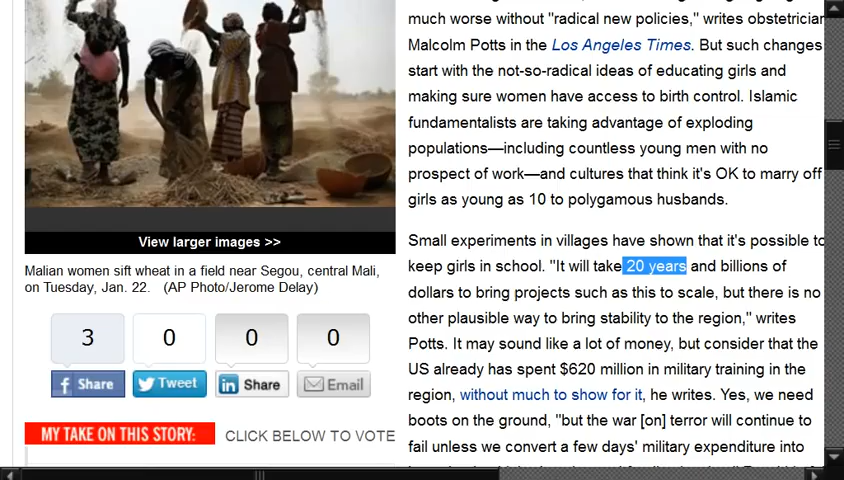 much worse without "radical new policies," writes obstetrician
Malcolm Potts in the Los Angeles Times. But such changes
start with the not-so-radical ideas of educating girls and
making sure women have access to birth control. Islamic
fundamentalists are taking advantage of exploding
populations—including countless young men with no
prospect of work—and cultures that think it's OK to marry off
girls as young as 10 to polygamous husbands.
Small experiments in villages have shown that it's possible to
keep girls in school. "It will take 20 years and billions of
dollars to bring projects such as this to scale, but there is no
other plausible way to bring stability to the region," writes
Potts. It may sound like a lot of money, but consider that the
US already has spent $620 million in military training in the
region, without much to show for it, he writes. Yes, we need
boots on the ground, "but the war [on] terror will continue to
fail unless we convert a few days' military expenditure into
View larger images >>
Malian women sift wheat in a field near Segou, central Mali,
on Tuesday, Jan. 22. (AP Photo/Jerome Delay)
3 0 0 0
f Share Tweet in Share Email
MY TAKE ON THIS STORY: CLICK BELOW TO VOTE